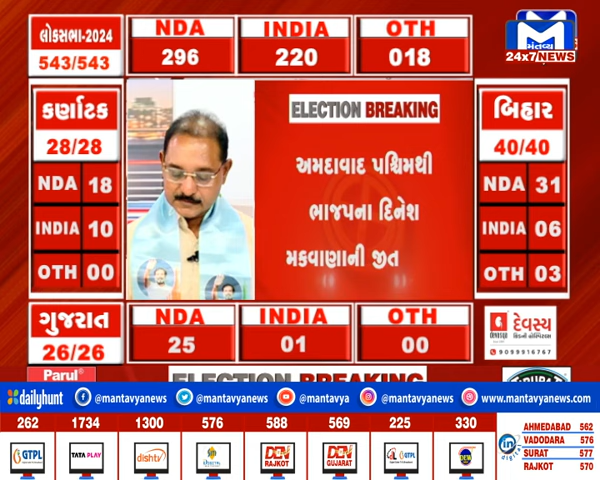 લોકસભા-2024
543/543
NDA
296
INDIA
220
OTH
018
મંતવ્ય
24x7NEWS
કર્ણાટક
28/28
NDA 18
INDIA 10
OTH 00
ELECTION BREAKING
અમદાવાદ પશ્ચિમથી
ભાજપના દિનેશ
મકવાણાની જીત
બિહાર
40/40
NDA 31
INDIA 06
OTH 03
ગુજરાત
26/26
NDA
25
INDIA
01
OTH
00
દેવસ્ય
9099916767
Parul
ELECTION BREAKING
dailyhunt
@mantavyanews
@mantavyanews
@mantavya
@mantavyanews
@mantavyanews
www.mantavyanews.com
262 1734 1300 576 588 569 225 330
GTPL
TATA PLAY
dishtv
DEN RAJKOT
DEN GUJARAT
GTPL
DEW
in digital
AHMEDABAD 562
VADODARA 576
SURAT 577
RAJKOT 570